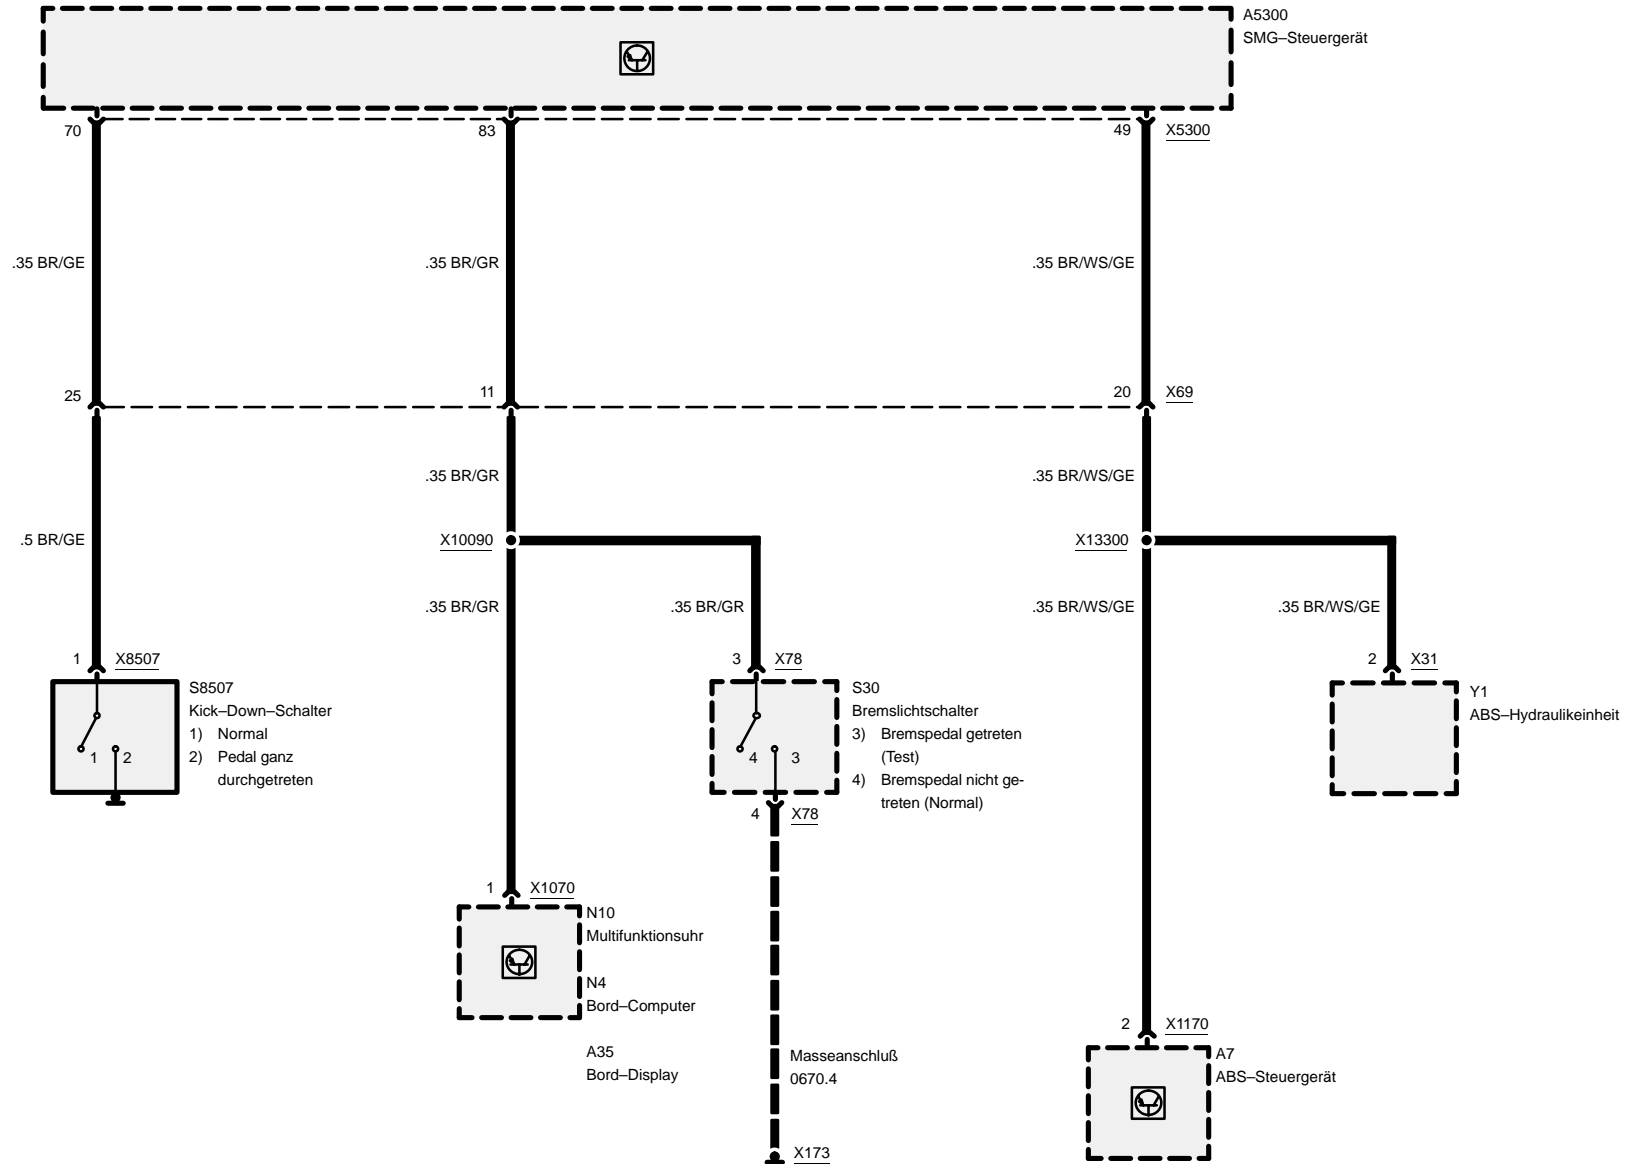 A5300
SMG–Steuergerät
70
83
49
X5300
.35 BR/GE
.35 BR/GR
.35 BR/WS/GE
25
11
20
X69
.35 BR/GR
.35 BR/WS/GE
.5 BR/GE
X10090
X13300
.35 BR/GR
.35 BR/GR
.35 BR/WS/GE
.35 BR/WS/GE
1
X8507
3
X78
2
X31
S8507
Kick–Down–Schalter
1) Normal
2) Pedal ganz
durchgetreten
1
2
S30
Bremslichtschalter
3) Bremspedal getreten
(Test)
4) Bremspedal nicht ge-
treten (Normal)
4
3
Y1
ABS–Hydraulikeinheit
4
X78
1
X1070
N10
Multifunktionsuhr
N4
Bord–Computer
A35
Bord–Display
Masseanschluß
0670.4
X173
2
X1170
A7
ABS–Steuergerät